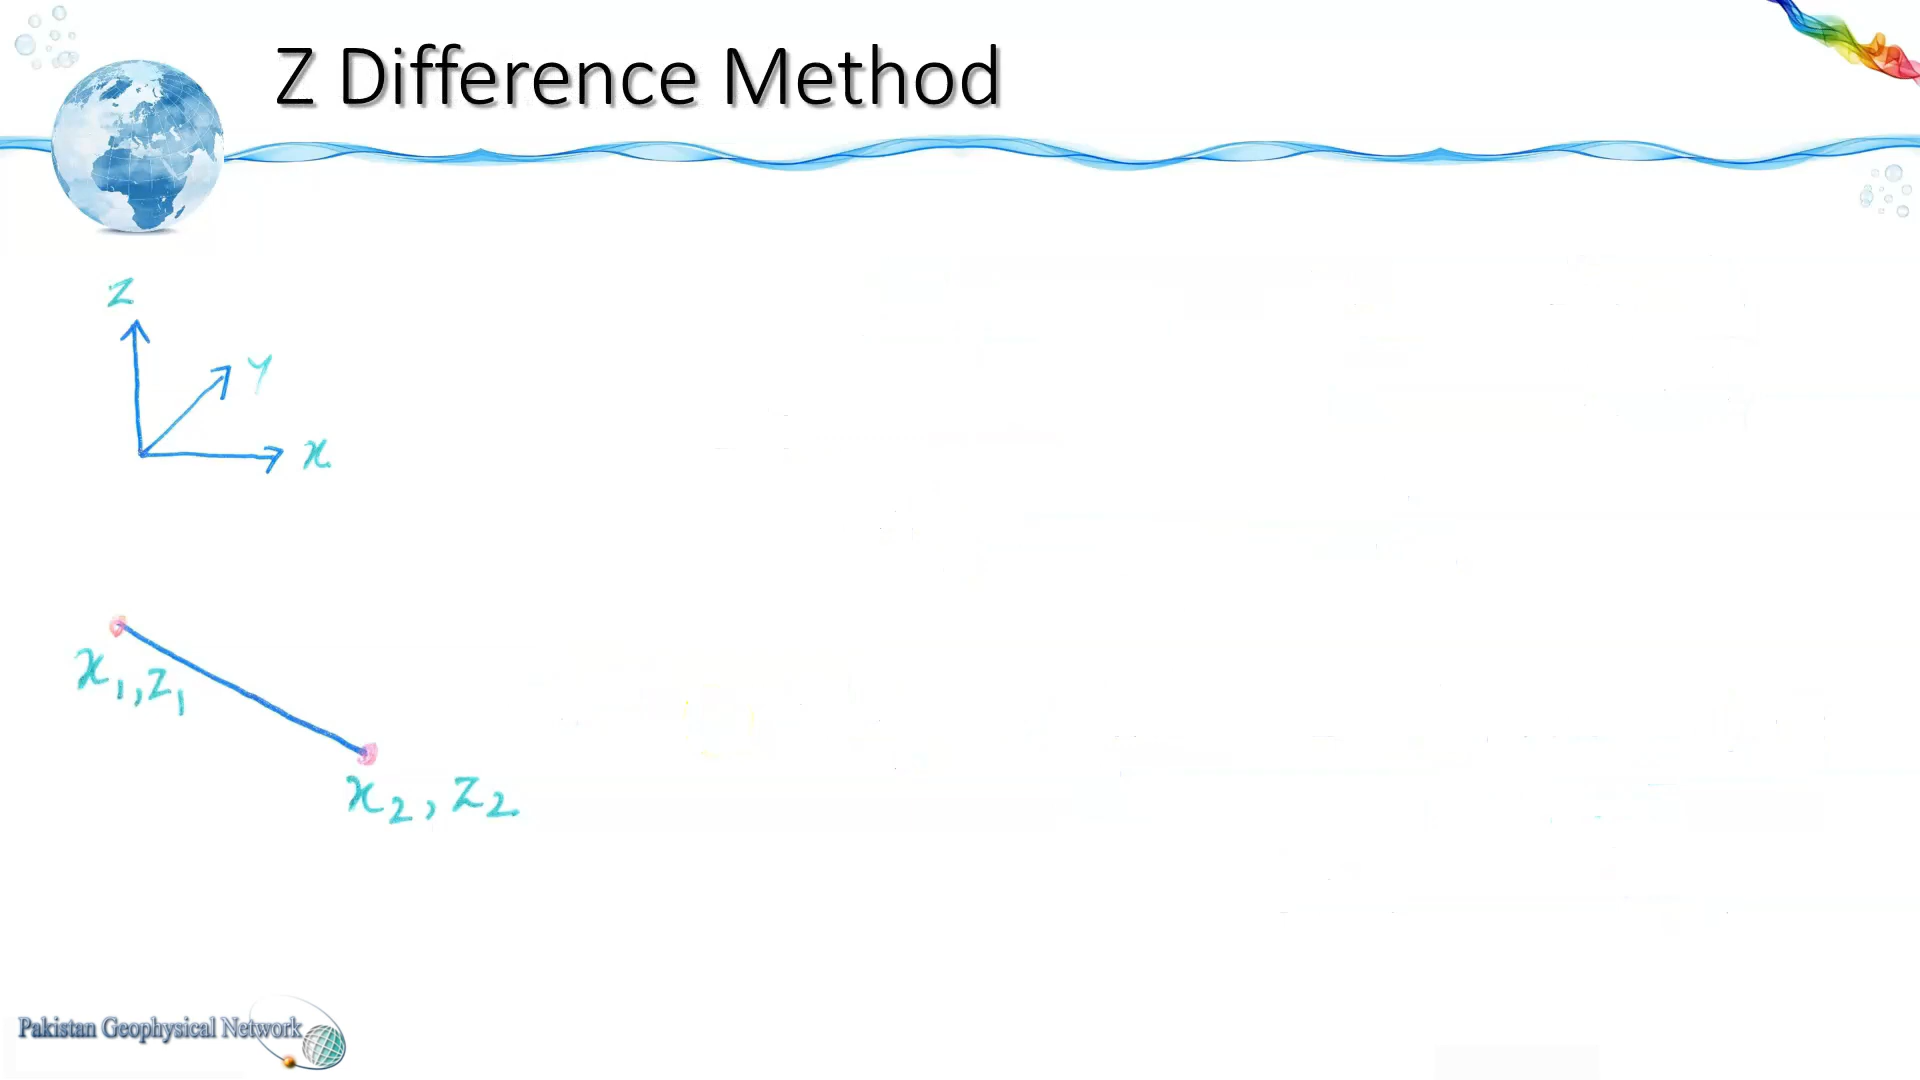 Z Difference Method
Z
Y
x
x1, z1
x2, z2
Pakistan Geophysical Network